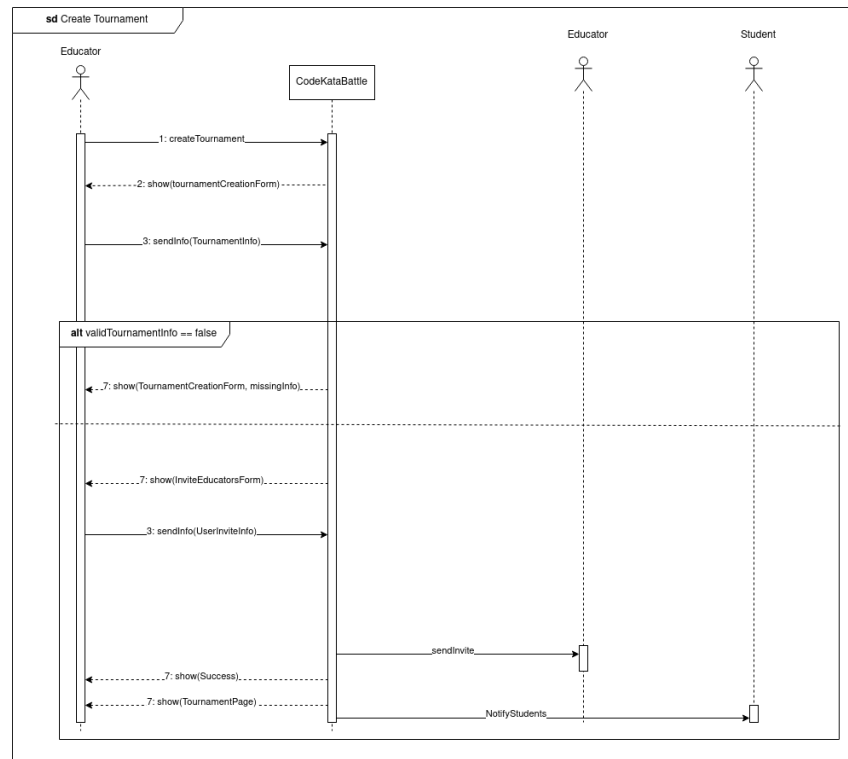 sd Create Tournament
Educator
Student
Educator
CodeKataBattle
1: createTournament
2: show(tournamentCreationForm)
3: sendInfo(TournamentInfo)
alt validTournamentInfo == false
7: show(TournamentCreationForm, missingInfo)
7: show(InviteEducatorsForm)
3: sendInfo(UserInviteInfo)
sendInvite
7: show(Success)
7: show(TournamentPage)
NotifyStudents